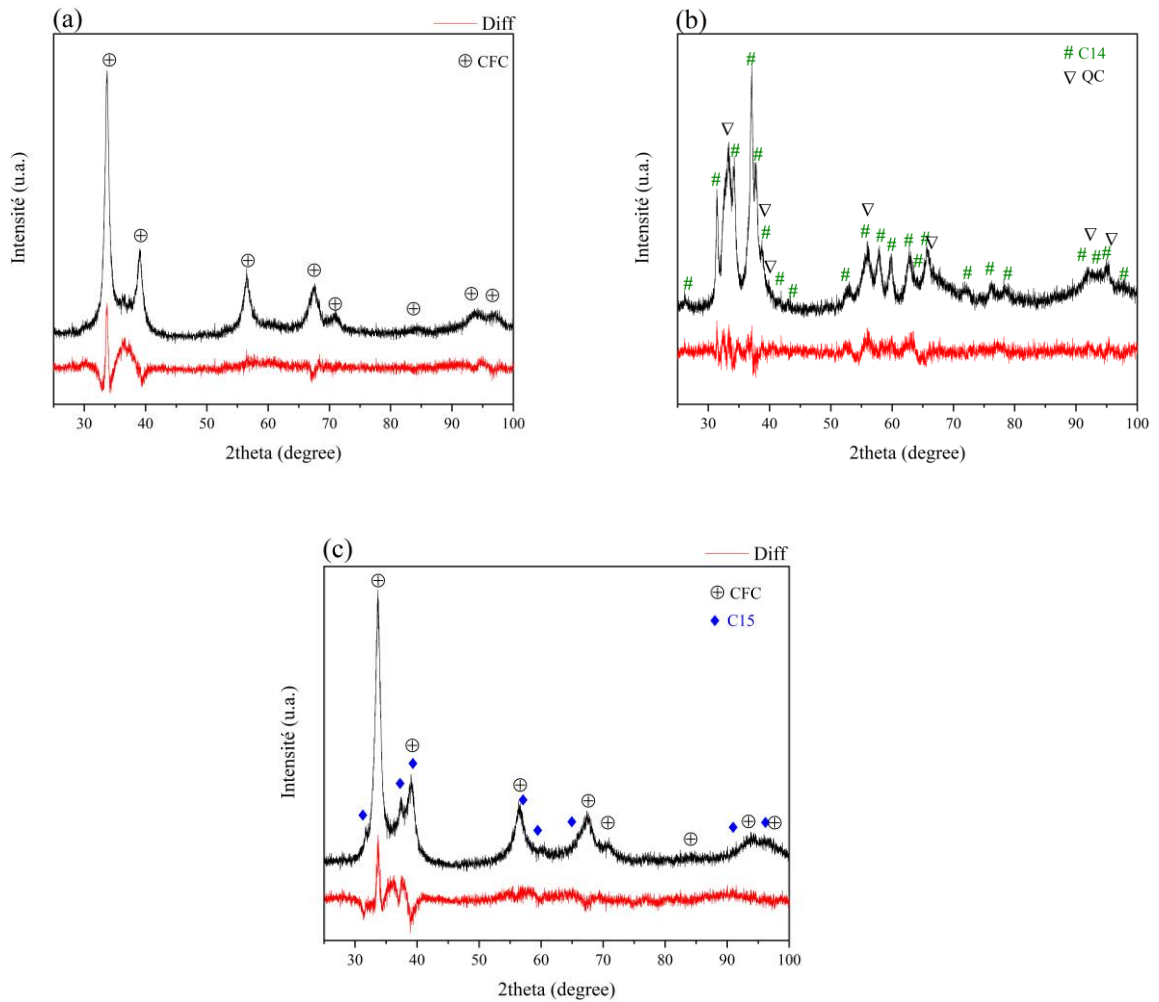 (a)
Diff
⊕ CFC
Intensité (u.a.)
30 40 50 60 70 80 90 100
2theta (degree)
(b)
# C14
∇ QC
Intensité (u.a.)
30 40 50 60 70 80 90 100
2theta (degree)
(c)
Diff
⊕ CFC
♦ C15
Intensité (u.a.)
30 40 50 60 70 80 90 100
2theta (degree)